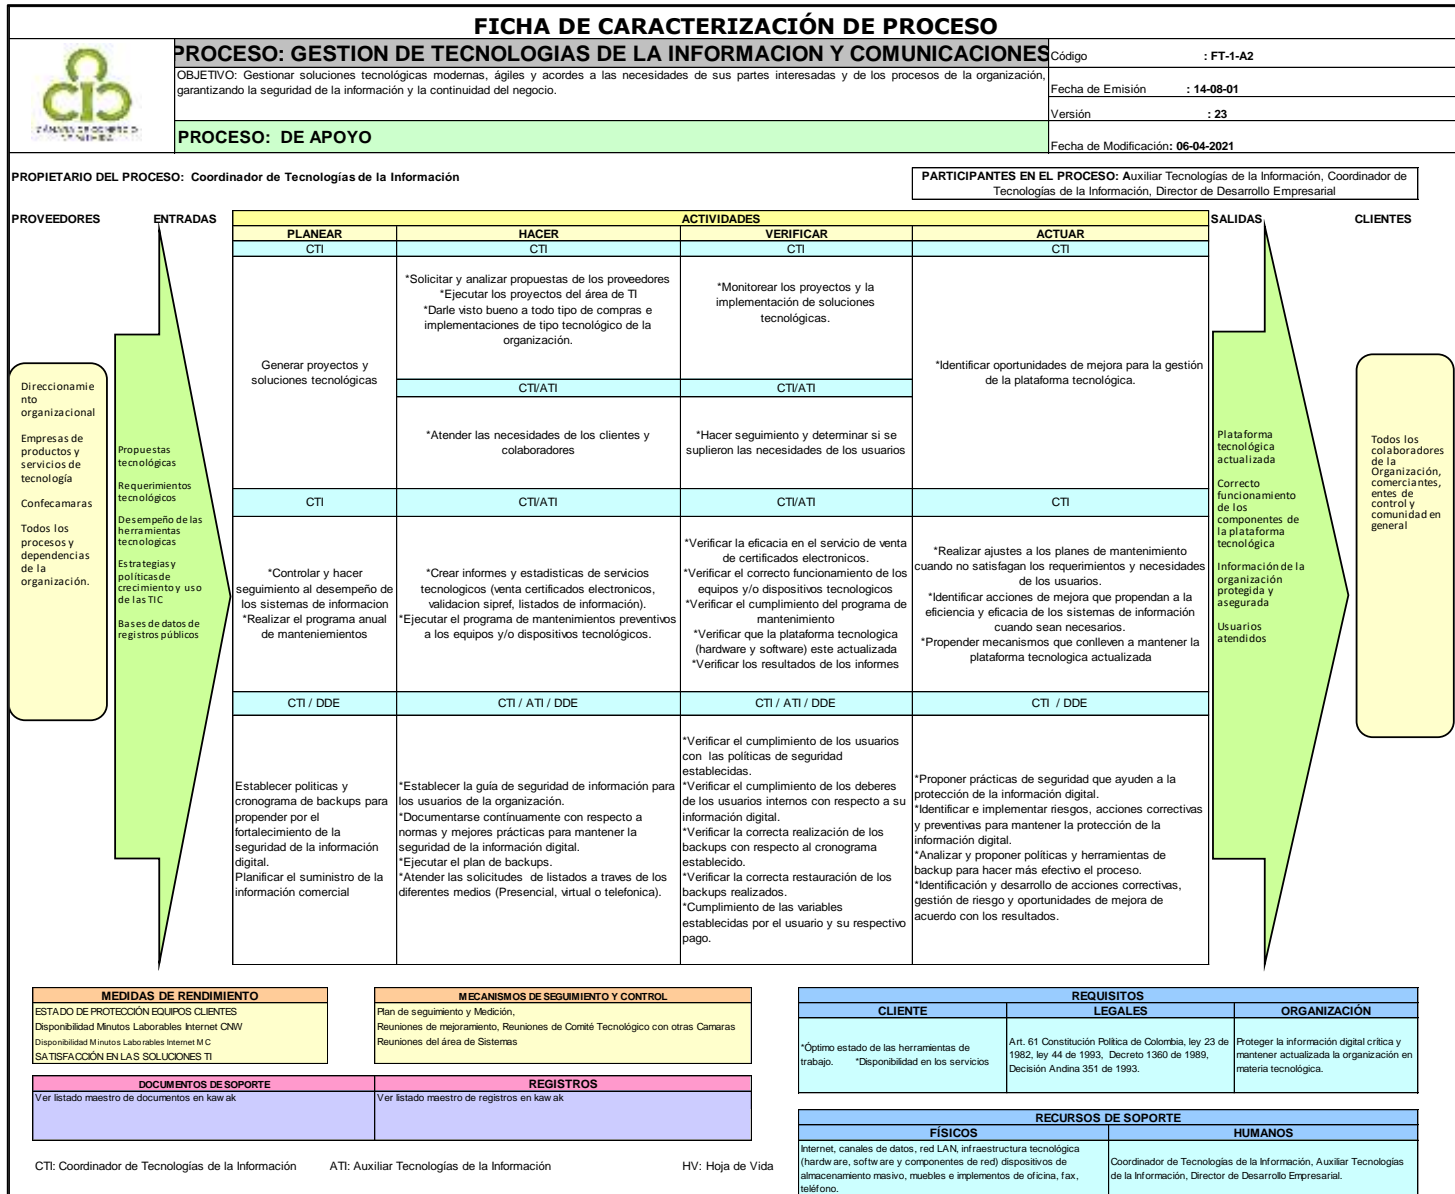 FICHA DE CARACTERIZACIÓN DE PROCESO
PROCESO: GESTION DE TECNOLOGIAS DE LA INFORMACION Y COMUNICACIONES
OBJETIVO: Gestionar soluciones tecnológicas modernas, ágiles y acordes a las necesidades de sus partes interesadas y de los procesos de la organización,
garantizando la seguridad de la información y la continuidad del negocio.
PROCESO: DE APOYO
Código : FT-1-A2
Fecha de Emisión : 14-08-01
Versión : 23
Fecha de Modificación: 06-04-2021
CÁMARA DE COMERCIO
PROPIETARIO DEL PROCESO: Coordinador de Tecnologías de la Información
PARTICIPANTES EN EL PROCESO: Auxiliar Tecnologías de la Información, Coordinador de
Tecnologías de la Información, Director de Desarrollo Empresarial
PROVEEDORES
ENTRADAS
ACTIVIDADES
SALIDAS
CLIENTES
PLANEAR
HACER
VERIFICAR
ACTUAR
CTI
CTI
CTI
CTI
Generar proyectos y
soluciones tecnológicas
*Solicitar y analizar propuestas de los proveedores
*Ejecutar los proyectos del área de TI
*Darle visto bueno a todo tipo de compras e
implementaciones de tipo tecnológico de la
organización.
*Monitorear los proyectos y la
implementación de soluciones
tecnológicas.
*Identificar oportunidades de mejora para la gestión
de la plataforma tecnológica.
CTI/ATI
CTI/ATI
*Atender las necesidades de los clientes y
colaboradores
*Hacer seguimiento y determinar si se
suplieron las necesidades de los usuarios
CTI
CTI/ATI
CTI/ATI
CTI
*Controlar y hacer
seguimiento al desempeño de
los sistemas de informacion
*Realizar el programa anual
de manteniemientos
*Crear informes y estadisticas de servicios
tecnologicos (venta certificados electronicos,
validacion sipref, listados de información).
*Ejecutar el programa de mantenimientos preventivos
a los equipos y/o dispositivos tecnológicos.
*Verificar la eficacia en el servicio de venta
de certificados electronicos.
*Verificar el correcto funcionamiento de los
equipos y/o dispositivos tecnologicos
*Verificar el cumplimiento del programa de
mantenimiento
*Verificar que la plataforma tecnologica
(hardware y software) este actualizada
*Verificar los resultados de los informes
*Realizar ajustes a los planes de mantenimiento
cuando no satisfagan los requerimientos y necesidades
de los usuarios.
*Identificar acciones de mejora que propendan a la
eficiencia y eficacia de los sistemas de información
cuando sean necesarios.
*Propender mecanismos que conlleven a mantener la
plataforma tecnologica actualizada
CTI / DDE
CTI / ATI / DDE
CTI / ATI / DDE
CTI / DDE
Establecer politicas y
cronograma de backups para
propender por el
fortalecimiento de la
seguridad de la información
digital.
Planificar el suministro de la
información comercial
*Establecer la guía de seguridad de información para
los usuarios de la organización.
*Documentarse contínuamente con respecto a
normas y mejores prácticas para mantener la
seguridad de la información digital.
*Ejecutar el plan de backups.
*Atender las solicitudes de listados a traves de los
diferentes medios (Presencial, virtual o telefonica).
*Verificar el cumplimiento de los usuarios
con las políticas de seguridad
establecidas.
*Verificar el cumplimiento de los deberes
de los usuarios internos con respecto a su
información digital.
*Verificar la correcta realización de los
backups con respecto al cronograma
establecido.
*Verificar la correcta restauración de los
backups realizados.
*Cumplimiento de las variables
establecidas por el usuario y su respectivo
pago.
*Proponer prácticas de seguridad que ayuden a la
protección de la información digital.
*Identificar e implementar riesgos, acciones correctivas
y preventivas para mantener la protección de la
información digital.
*Analizar y proponer políticas y herramientas de
backup para hacer más efectivo el proceso.
*Identificación y desarrollo de acciones correctivas,
gestión de riesgo y oportunidades de mejora de
acuerdo con los resultados.
Direccionamie
nto
organizacional
Empresas de
productos y
servicios de
tecnología
Confecamaras
Todos los
procesos y
dependencias
de la
organización.
Propuestas
tecnológicas
Requerimientos
tecnológicos
Desempeño de las
herramientas
tecnologicas
Estrategias y
políticas de
crecimiento y uso
de las TIC
Bases de datos de
registros públicos
Plataforma
tecnológica
actualizada
Correcto
funcionamiento
de los
componentes de
la plataforma
tecnológica
Información de la
organización
protegida y
asegurada
Usuarios
atendidos
Todos los
colaboradores
de la
Organización,
comerciantes,
entes de
control y
comunidad en
general
MEDIDAS DE RENDIMIENTO
ESTADO DE PROTECCIÓN EQUIPOS CLIENTES
Disponibilidad Minutos Laborables Internet CNW
Disponibilidad Minutos Laborables Internet MC
SATISFACCIÓN EN LAS SOLUCIONES TI
MECANISMOS DE SEGUIMIENTO Y CONTROL
Plan de seguimiento y Medición,
Reuniones de mejoramiento, Reuniones de Comité Tecnológico con otras Camaras
Reuniones del área de Sistemas
DOCUMENTOS DE SOPORTE
REGISTROS
Ver listado maestro de documentos en kawak
Ver listado maestro de registros en kawak
REQUISITOS
CLIENTE
LEGALES
ORGANIZACIÓN
*Óptimo estado de las herramientas de
trabajo. *Disponibilidad en los servicios
Art. 61 Constitución Política de Colombia, ley 23 de
1982, ley 44 de 1993, Decreto 1360 de 1989,
Decisión Andina 351 de 1993.
Proteger la información digital crítica y
mantener actualizada la organización en
materia tecnológica.
RECURSOS DE SOPORTE
FÍSICOS
HUMANOS
Internet, canales de datos, red LAN, infraestructura tecnológica
(hardware, software y componentes de red) dispositivos de
almacenamiento masivo, muebles e implementos de oficina, fax,
teléfono.
Coordinador de Tecnologías de la Información, Auxiliar Tecnologías
de la Información, Director de Desarrollo Empresarial.
CTI: Coordinador de Tecnologías de la Información
ATI: Auxiliar Tecnologías de la Información
HV: Hoja de Vida